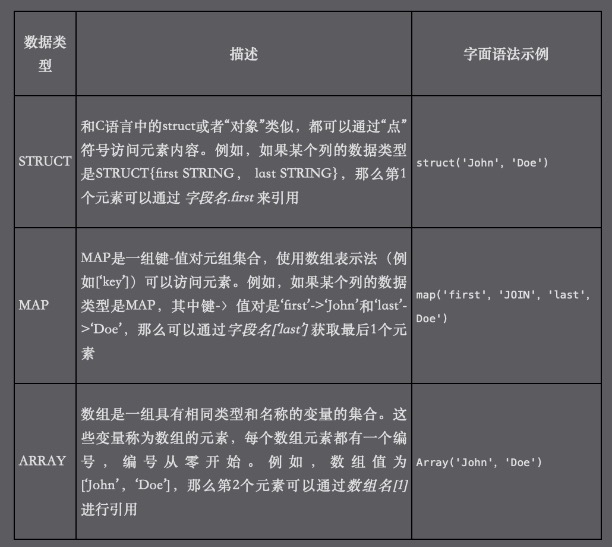 数据类
型
描述
字面语法示例
STRUCT
和C语言中的struct或者“对象”类似，都可以通过“点”
符号访问元素内容。例如，如果某个列的数据类型
是STRUCT{first STRING， last STRING}，那么第1
个元素可以通过 字段名.first 来引用
struct('John', 'Doe')
MAP
MAP是一组键-值对元组集合，使用数组表示法（例
如[‘key’]）可以访问元素。例如，如果某个列的数据
类型是MAP，其中键->值对是‘first’->‘John’和‘last’-
>‘Doe’，那么可以通过字段名[‘last’]获取最后1个元
素
map('first', 'JOIN', 'last',
Doe')
ARRAY
数组是一组具有相同类型和名称的变量的集合。这
些变量称为数组的元素，每个数组元素都有一个编
号，编号从零开始。例如，数组值为
[‘John’，‘Doe’]，那么第2个元素可以通过数组名[1]
进行引用
Array('John', 'Doe')